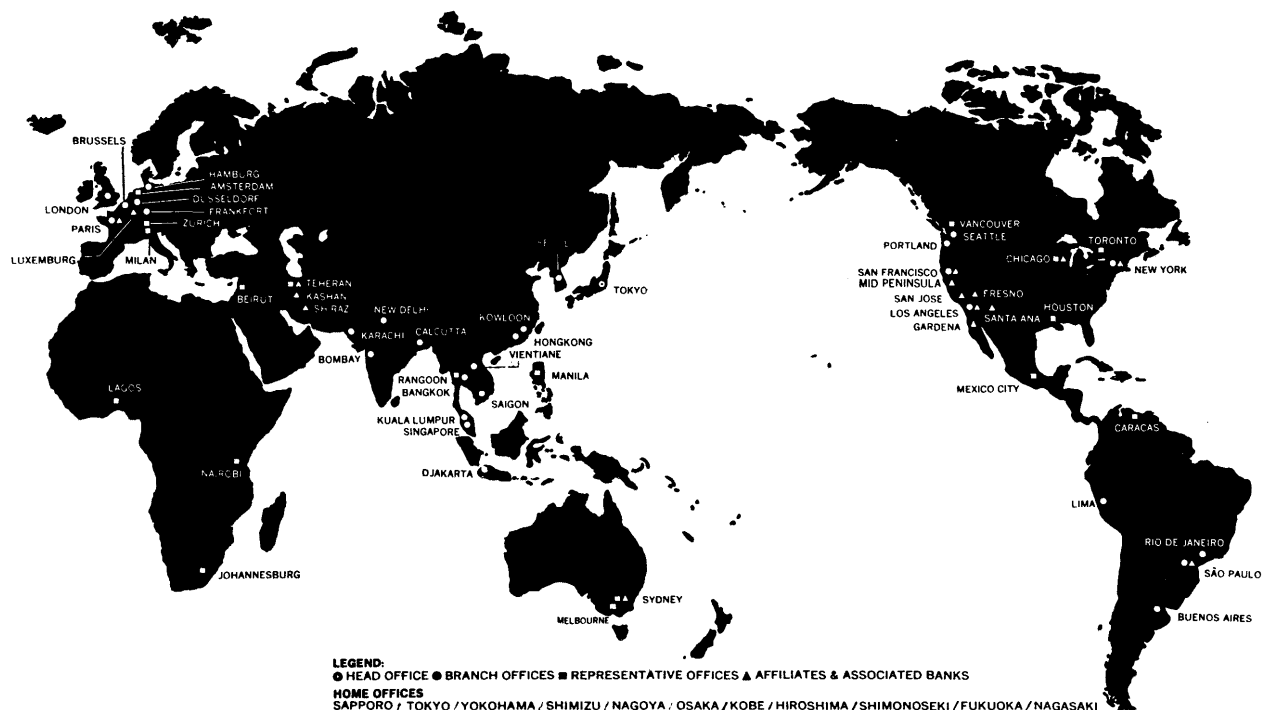 BRUSSELS
HAMBURG
AMSTERDAM
DUSSELDORF
LONDON
FRANKFORT
PARIS
ZURICH
LUXEMBURG
MILAN
TEHERAN
BEIRUT
KASHAN
SHIRAZ
TOKYO
NEW DELHI
KARACHI
CALCUTTA
KOWLOON
BOMBAY
HONGKONG
VIENTIANE
RANGOON
BANGKOK
MANILA
SAIGON
KUALA LUMPUR
SINGAPORE
DJAKARTA
LAGOS
NAIROBI
JOHANNESBURG
SYDNEY
MELBOURNE
VANCOUVER
SEATTLE
PORTLAND
TORONTO
CHICAGO
NEW YORK
SAN FRANCISCO
MID PENINSULA
SAN JOSE
FRESNO
LOS ANGELES
SANTA ANA
HOUSTON
GARDENA
MEXICO CITY
CARACAS
LIMA
RIO DE JANEIRO
SÃO PAULO
BUENOS AIRES
LEGEND:
HEAD OFFICE ● BRANCH OFFICES ■ REPRESENTATIVE OFFICES ▲ AFFILIATES & ASSOCIATED BANKS
HOME OFFICES
SAPPORO / TOKYO / YOKOHAMA / SHIMIZU / NAGOYA / OSAKA / KOBE / HIROSHIMA / SHIMONOSEKI / FUKUOKA / NAGASAKI